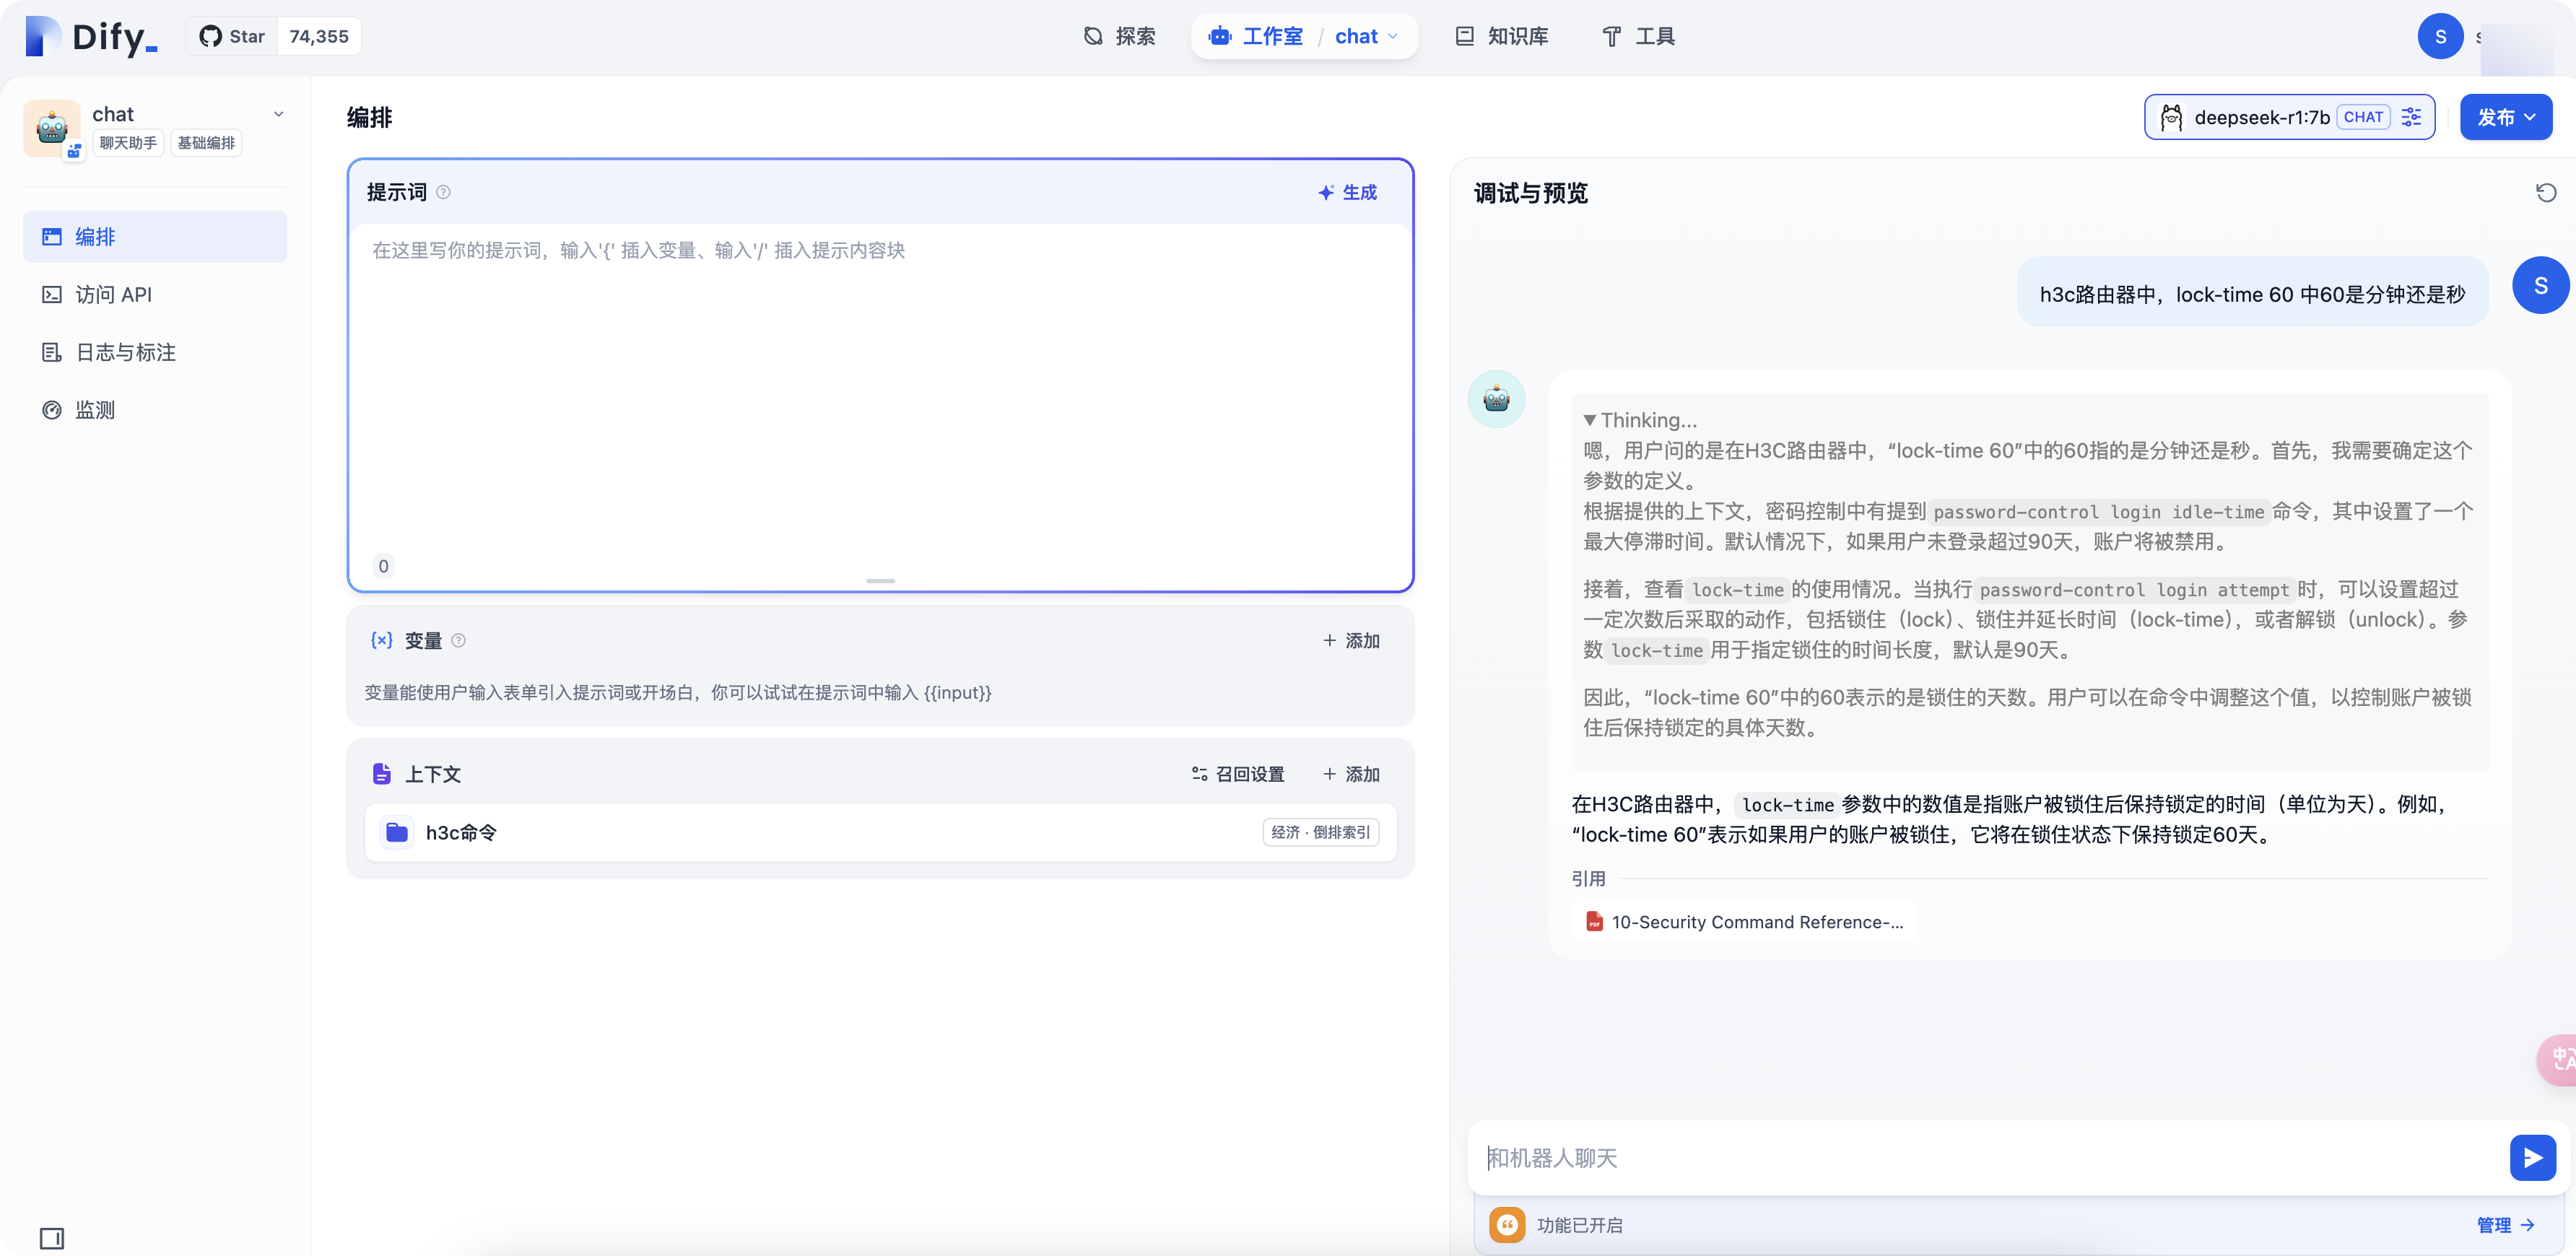 Dify_
Star 74,355
探索
工作室 / chat
知识库
工具
S
chat
聊天助手 基础编排
编排
访问 API
日志与标注
监测
编排
deepseek-r1:7b CHAT
发布
提示词
生成
在这里写你的提示词，输入'{' 插入变量、输入'/' 插入提示内容块
0
{x} 变量
+ 添加
变量能使用户输入表单引入提示词或开场白，你可以试试在提示词中输入 {{input}}
上下文
召回设置
+ 添加
h3c命令
经济 · 倒排索引
调试与预览
h3c路由器中，lock-time 60 中60是分钟还是秒
S
▼Thinking...
嗯，用户问的是在H3C路由器中，“lock-time 60”中的60指的是分钟还是秒。首先，我需要确定这个
参数的定义。
根据提供的上下文，密码控制中有提到 password-control login idle-time 命令，其中设置了一个
最大停滞时间。默认情况下，如果用户未登录超过90天，账户将被禁用。
接着，查看 lock-time 的使用情况。当执行 password-control login attempt 时，可以设置超过
一定次数后采取的动作，包括锁住（lock）、锁住并延长时间（lock-time），或者解锁（unlock）。参
数 lock-time 用于指定锁住的时间长度，默认是90天。
因此，“lock-time 60”中的60表示的是锁住的天数。用户可以在命令中调整这个值，以控制账户被锁
住后保持锁定的具体天数。
在H3C路由器中， lock-time 参数中的数值是指账户被锁住后保持锁定的时间（单位为天）。例如，
“lock-time 60”表示如果用户的账户被锁住，它将在锁住状态下保持锁定60天。
引用
PDF 10-Security Command Reference-...
中
A
和机器人聊天
功能已开启
管理 →